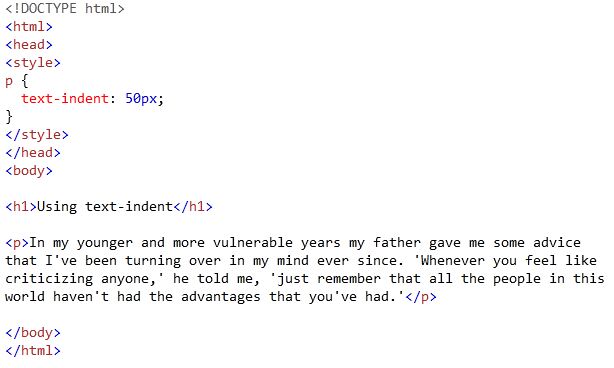 <!DOCTYPE html>
<html>
<head>
<style>
p {
  text-indent: 50px;
}
</style>
</head>
<body>

<h1>Using text-indent</h1>

<p>In my younger and more vulnerable years my father gave me some advice
that I've been turning over in my mind ever since. 'Whenever you feel like
criticizing anyone,' he told me, 'just remember that all the people in this
world haven't had the advantages that you've had.'</p>

</body>
</html>